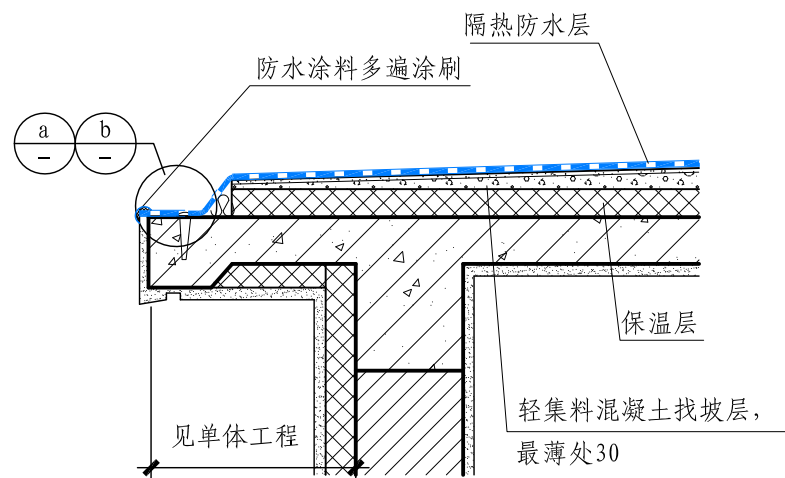 隔热防水层
防水涂料多遍涂刷
a b
- -
保温层
轻集料混凝土找坡层，
最薄处30
见单体工程